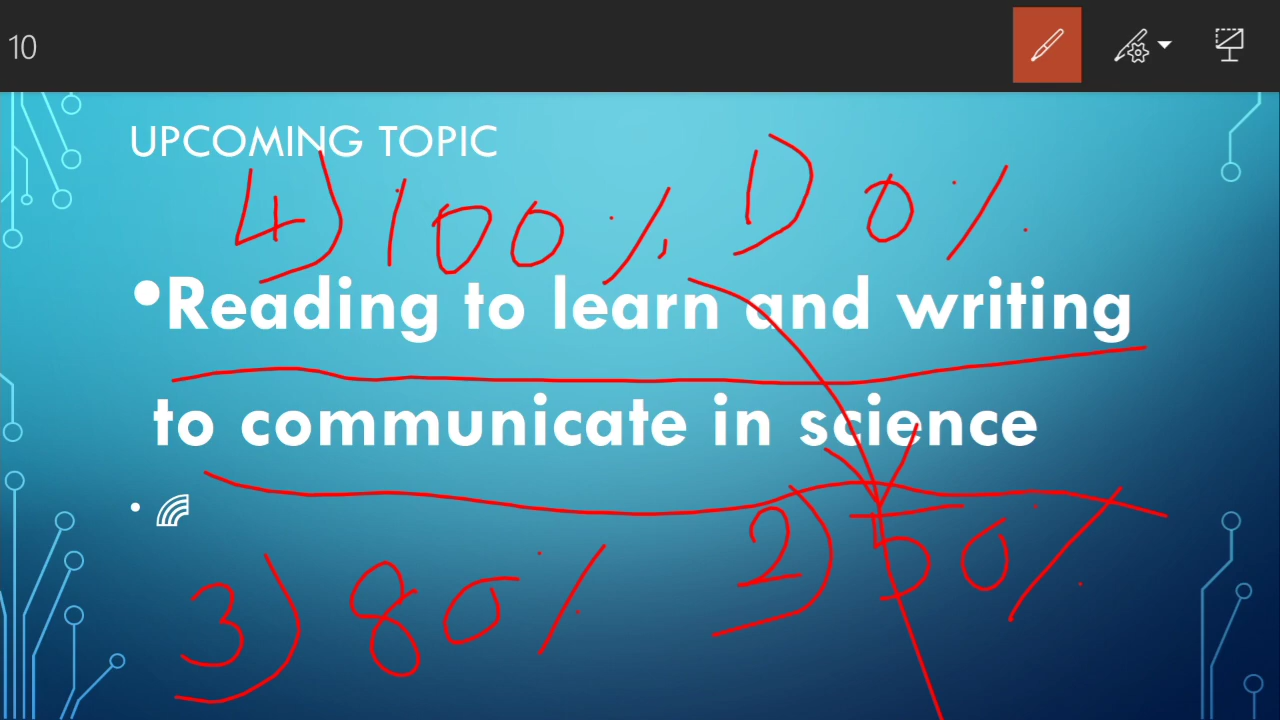 10
UPCOMING TOPIC
4) 100% 1) 0%
•Reading to learn and writing
to communicate in science
•
3) 80% 2) 50%